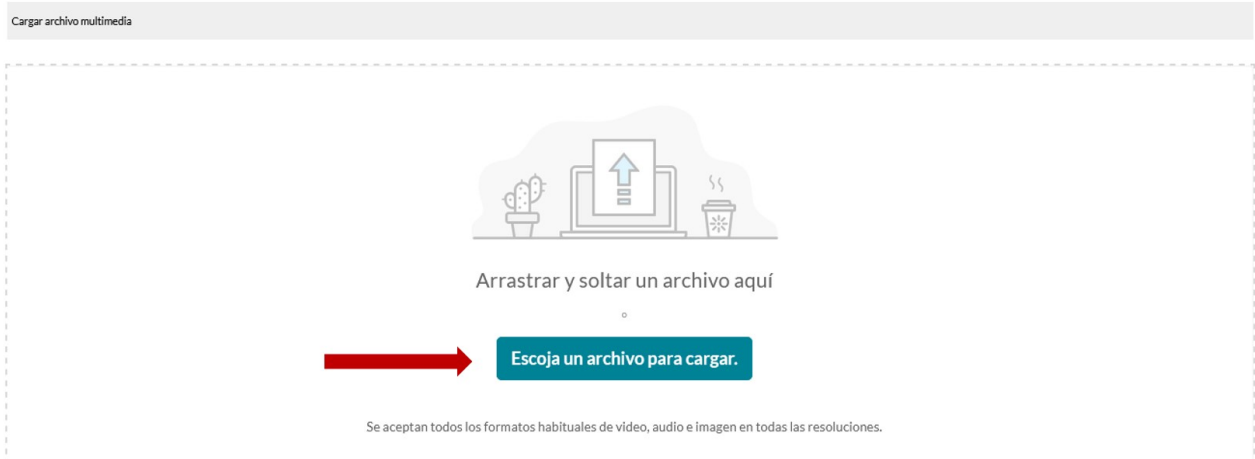 Cargar archivo multimedia
Arrastrar y soltar un archivo aquí
o
Escoja un archivo para cargar.
Se aceptan todos los formatos habituales de video, audio e imagen en todas las resoluciones.